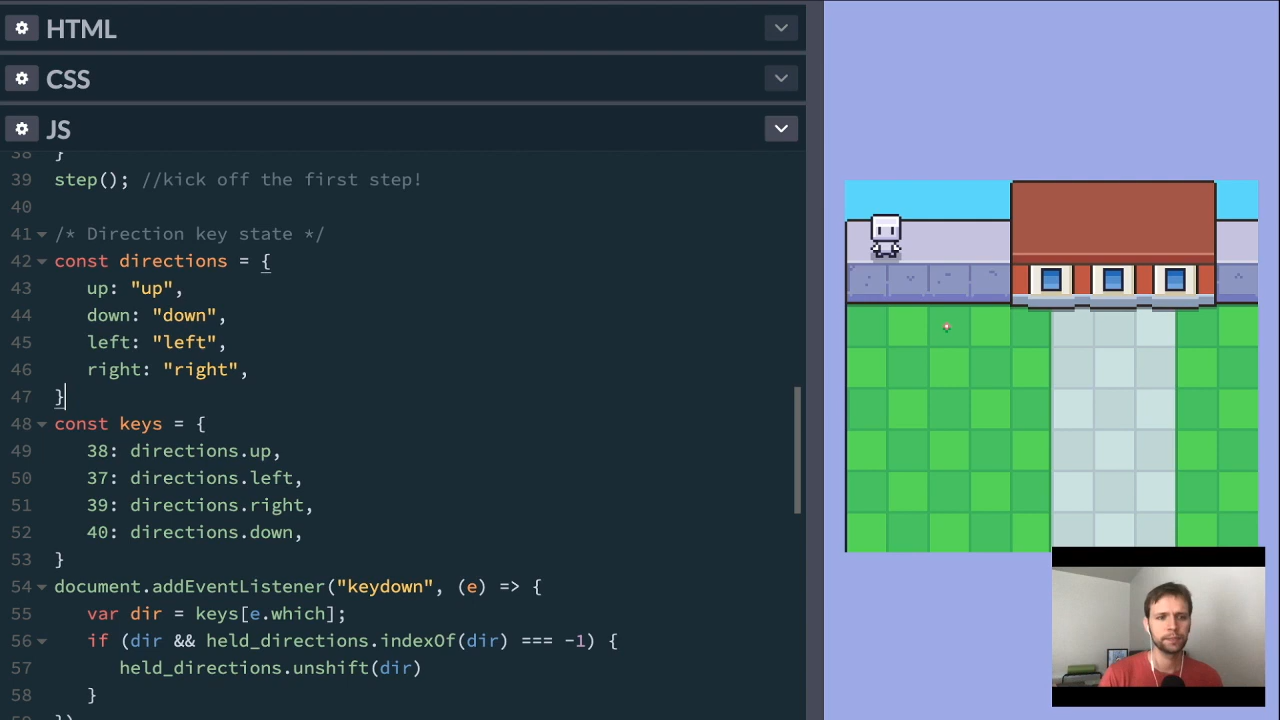 HTML
CSS
JS
38 }
39 step(); //kick off the first step!
40
41 /* Direction key state */
42 const directions = {
43 up: "up",
44 down: "down",
45 left: "left",
46 right: "right",
47 }
48 const keys = {
49 38: directions.up,
50 37: directions.left,
51 39: directions.right,
52 40: directions.down,
53 }
54 document.addEventListener("keydown", (e) => {
55 var dir = keys[e.which];
56 if (dir && held_directions.indexOf(dir) === -1) {
57 held_directions.unshift(dir)
58 }